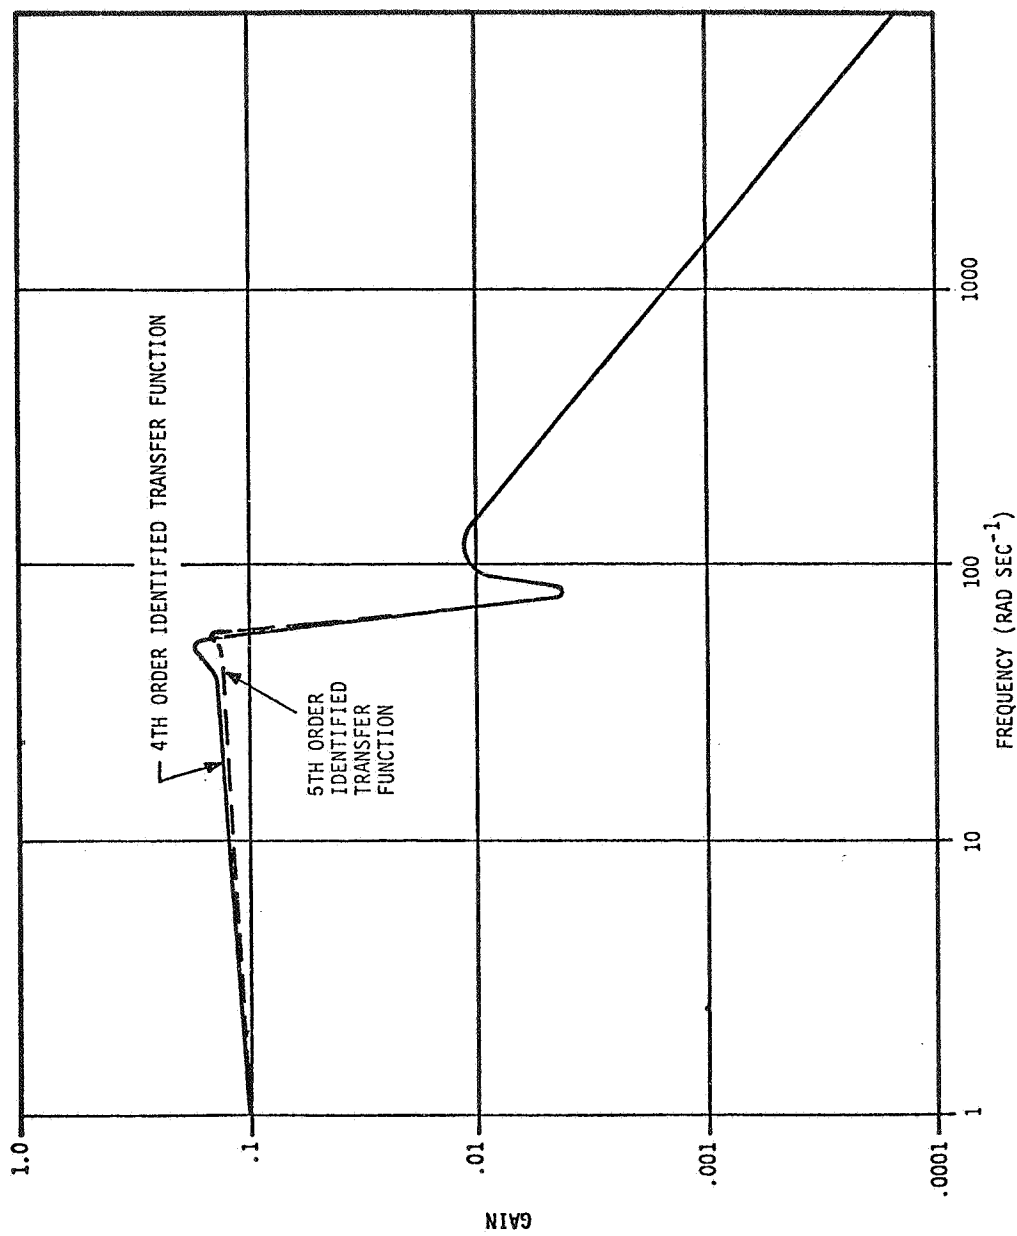 4TH ORDER IDENTIFIED TRANSFER FUNCTION
5TH ORDER
IDENTIFIED
TRANSFER
FUNCTION
GAIN
1.0
.1
.01
.001
.0001
1
10
100
1000
FREQUENCY (RAD SEC⁻¹)